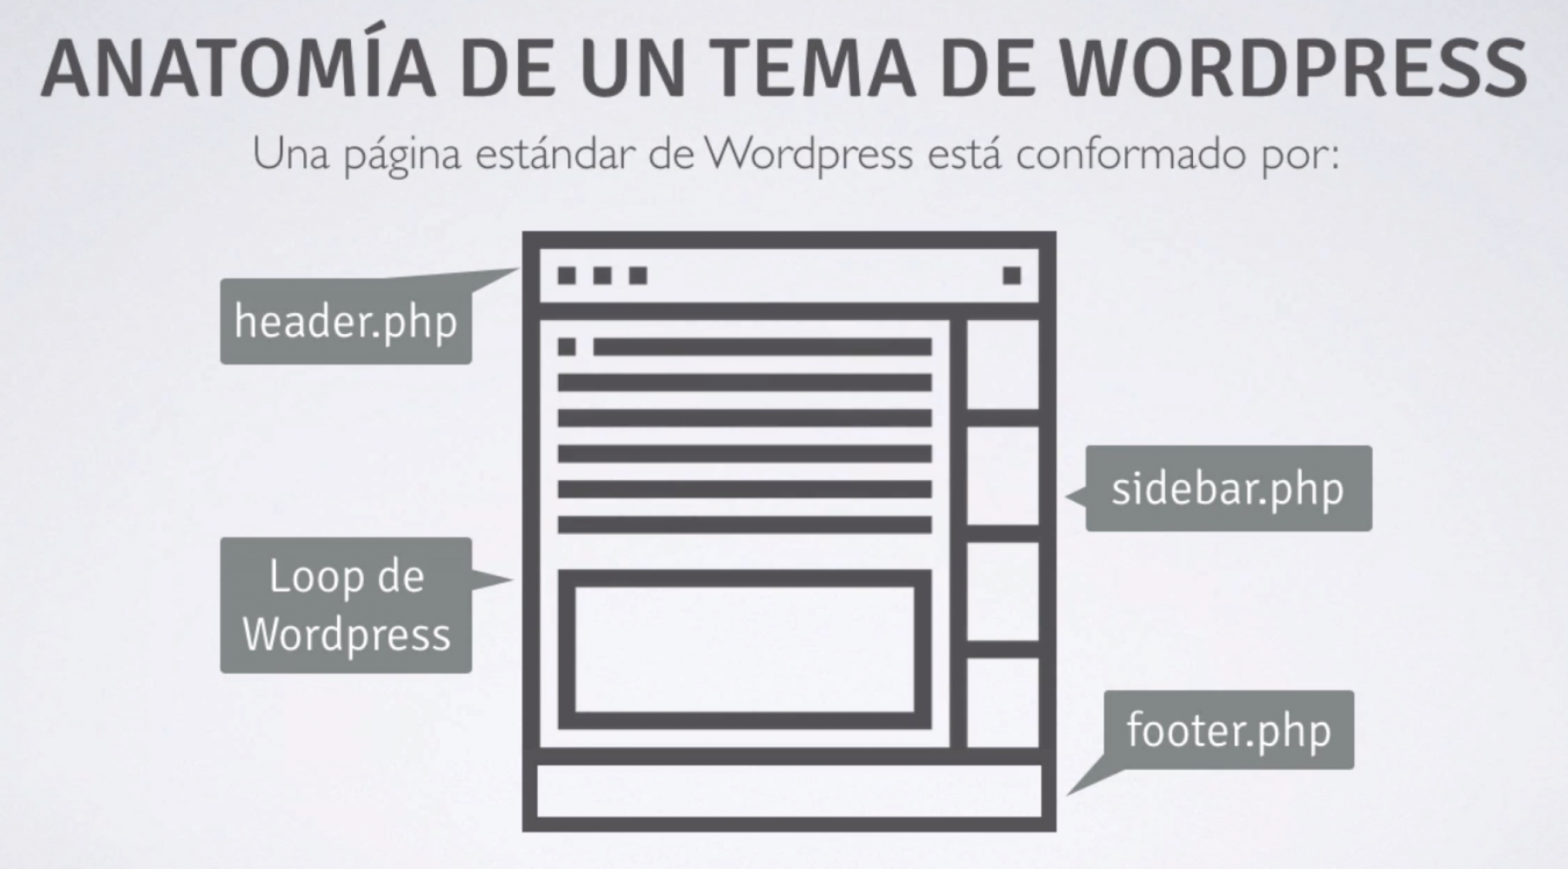 ANATOMÍA DE UN TEMA DE WORDPRESS
Una página estándar de Wordpress está conformado por:
header.php
sidebar.php
Loop de
Wordpress
footer.php